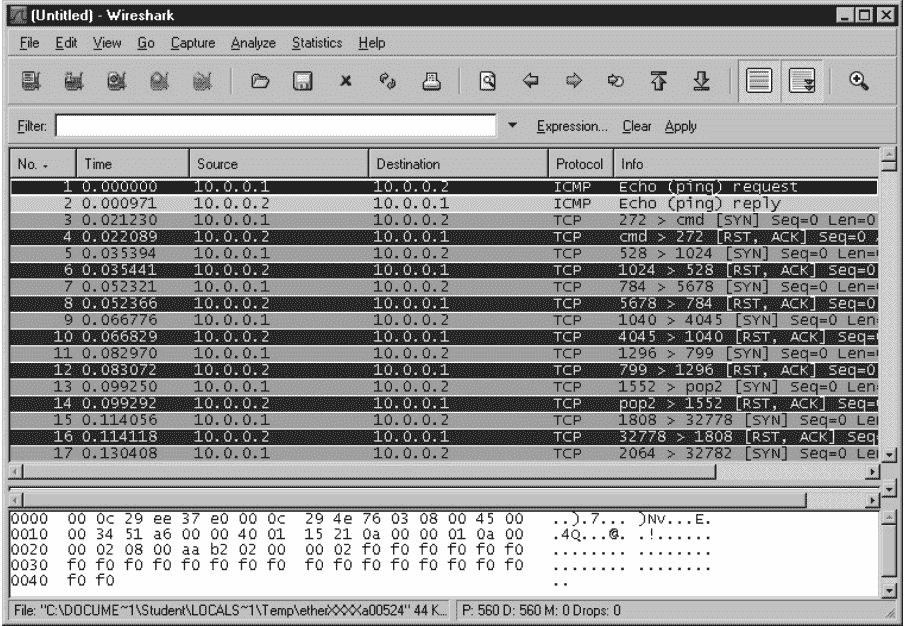 (Untitled) - Wireshark
File Edit View Go Capture Analyze Statistics Help
Filter: Expression... Clear Apply
No. Time Source Destination Protocol Info
1 0.000000 10.0.0.1 10.0.0.2 ICMP Echo (ping) request
2 0.000971 10.0.0.2 10.0.0.1 ICMP Echo (ping) reply
3 0.021230 10.0.0.1 10.0.0.2 TCP 272 > cmd [SYN] Seq=0 Len=0
4 0.022089 10.0.0.2 10.0.0.1 TCP cmd > 272 [RST, ACK] Seq=0
5 0.035394 10.0.0.1 10.0.0.2 TCP 528 > 1024 [SYN] Seq=0 Len=
6 0.035441 10.0.0.2 10.0.0.1 TCP 1024 > 528 [RST, ACK] Seq=0
7 0.052321 10.0.0.1 10.0.0.2 TCP 784 > 5678 [SYN] Seq=0 Len=
8 0.052366 10.0.0.2 10.0.0.1 TCP 5678 > 784 [RST, ACK] Seq=0
9 0.066776 10.0.0.1 10.0.0.2 TCP 1040 > 4045 [SYN] Seq=0 Len
10 0.066829 10.0.0.2 10.0.0.1 TCP 4045 > 1040 [RST, ACK] Seq=
11 0.082970 10.0.0.1 10.0.0.2 TCP 1296 > 799 [SYN] Seq=0 Len=
12 0.083072 10.0.0.2 10.0.0.1 TCP 799 > 1296 [RST, ACK] Seq=
13 0.099250 10.0.0.1 10.0.0.2 TCP 1552 > pop2 [SYN] Seq=0 Len
14 0.099292 10.0.0.2 10.0.0.1 TCP pop2 > 1552 [RST, ACK] Seq=
15 0.114056 10.0.0.1 10.0.0.2 TCP 1808 > 32778 [SYN] Seq=0 Le
16 0.114118 10.0.0.2 10.0.0.1 TCP 32778 > 1808 [RST, ACK] Seq
17 0.130408 10.0.0.1 10.0.0.2 TCP 2064 > 32782 [SYN] Seq=0 Le
0000 00 0c 29 ee 37 e0 00 0c 29 4e 76 03 08 00 45 00 ..).7... )NV...E.
0010 00 34 51 a6 00 00 40 01 15 21 0a 00 00 01 0a 00 .4Q...@. .!......
0020 00 02 08 00 aa b2 02 00 00 02 f0 f0 f0 f0 f0 f0 ........ ........
0030 f0 f0 f0 f0 f0 f0 f0 f0 f0 f0 f0 f0 f0 f0 f0 f0 ........ ........
0040 f0 f0 ..
File: "C:\DOCUME~1\Student\LOCALS~1\Temp\etherXXXXa00524" 44 K... P: 560 D: 560 M: 0 Drops: 0